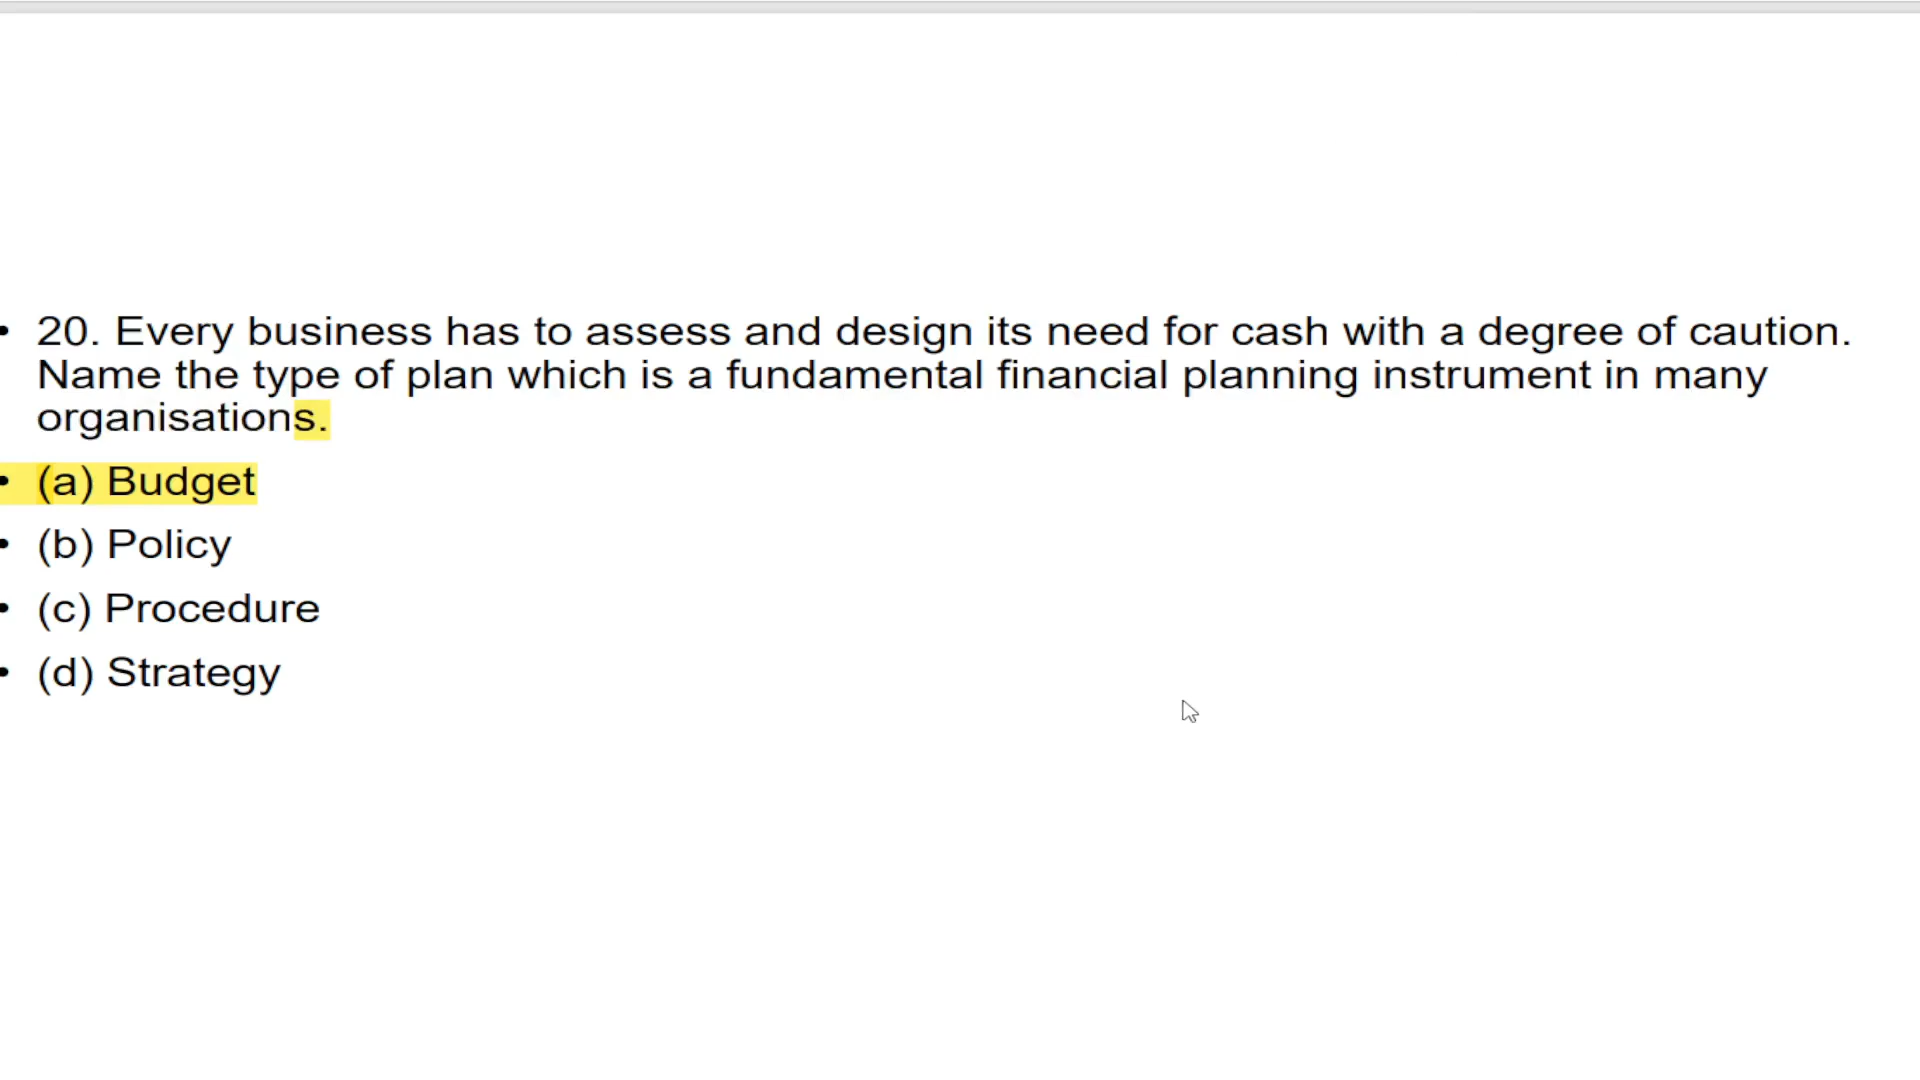 • 20. Every business has to assess and design its need for cash with a degree of caution.
Name the type of plan which is a fundamental financial planning instrument in many
organisations.
• (a) Budget
• (b) Policy
• (c) Procedure
• (d) Strategy